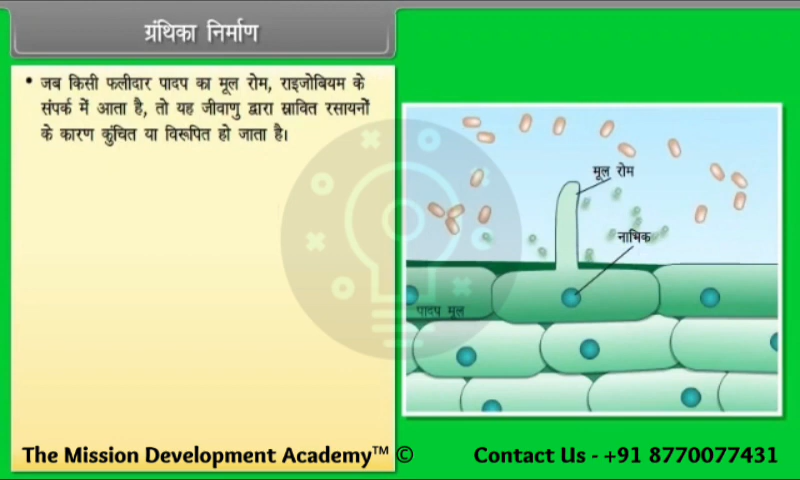 ग्रंथिका निर्माण
• जब किसी फलीदार पादप का मूल रोम, राइजोबियम के
संपर्क में आता है, तो यह जीवाणु द्वारा स्रावित रसायनों
के कारण कुंचित या विरूपित हो जाता है।
मूल रोम
नाभिक
पादप मूल
The Mission Development Academy™ ©
Contact Us - +91 8770077431